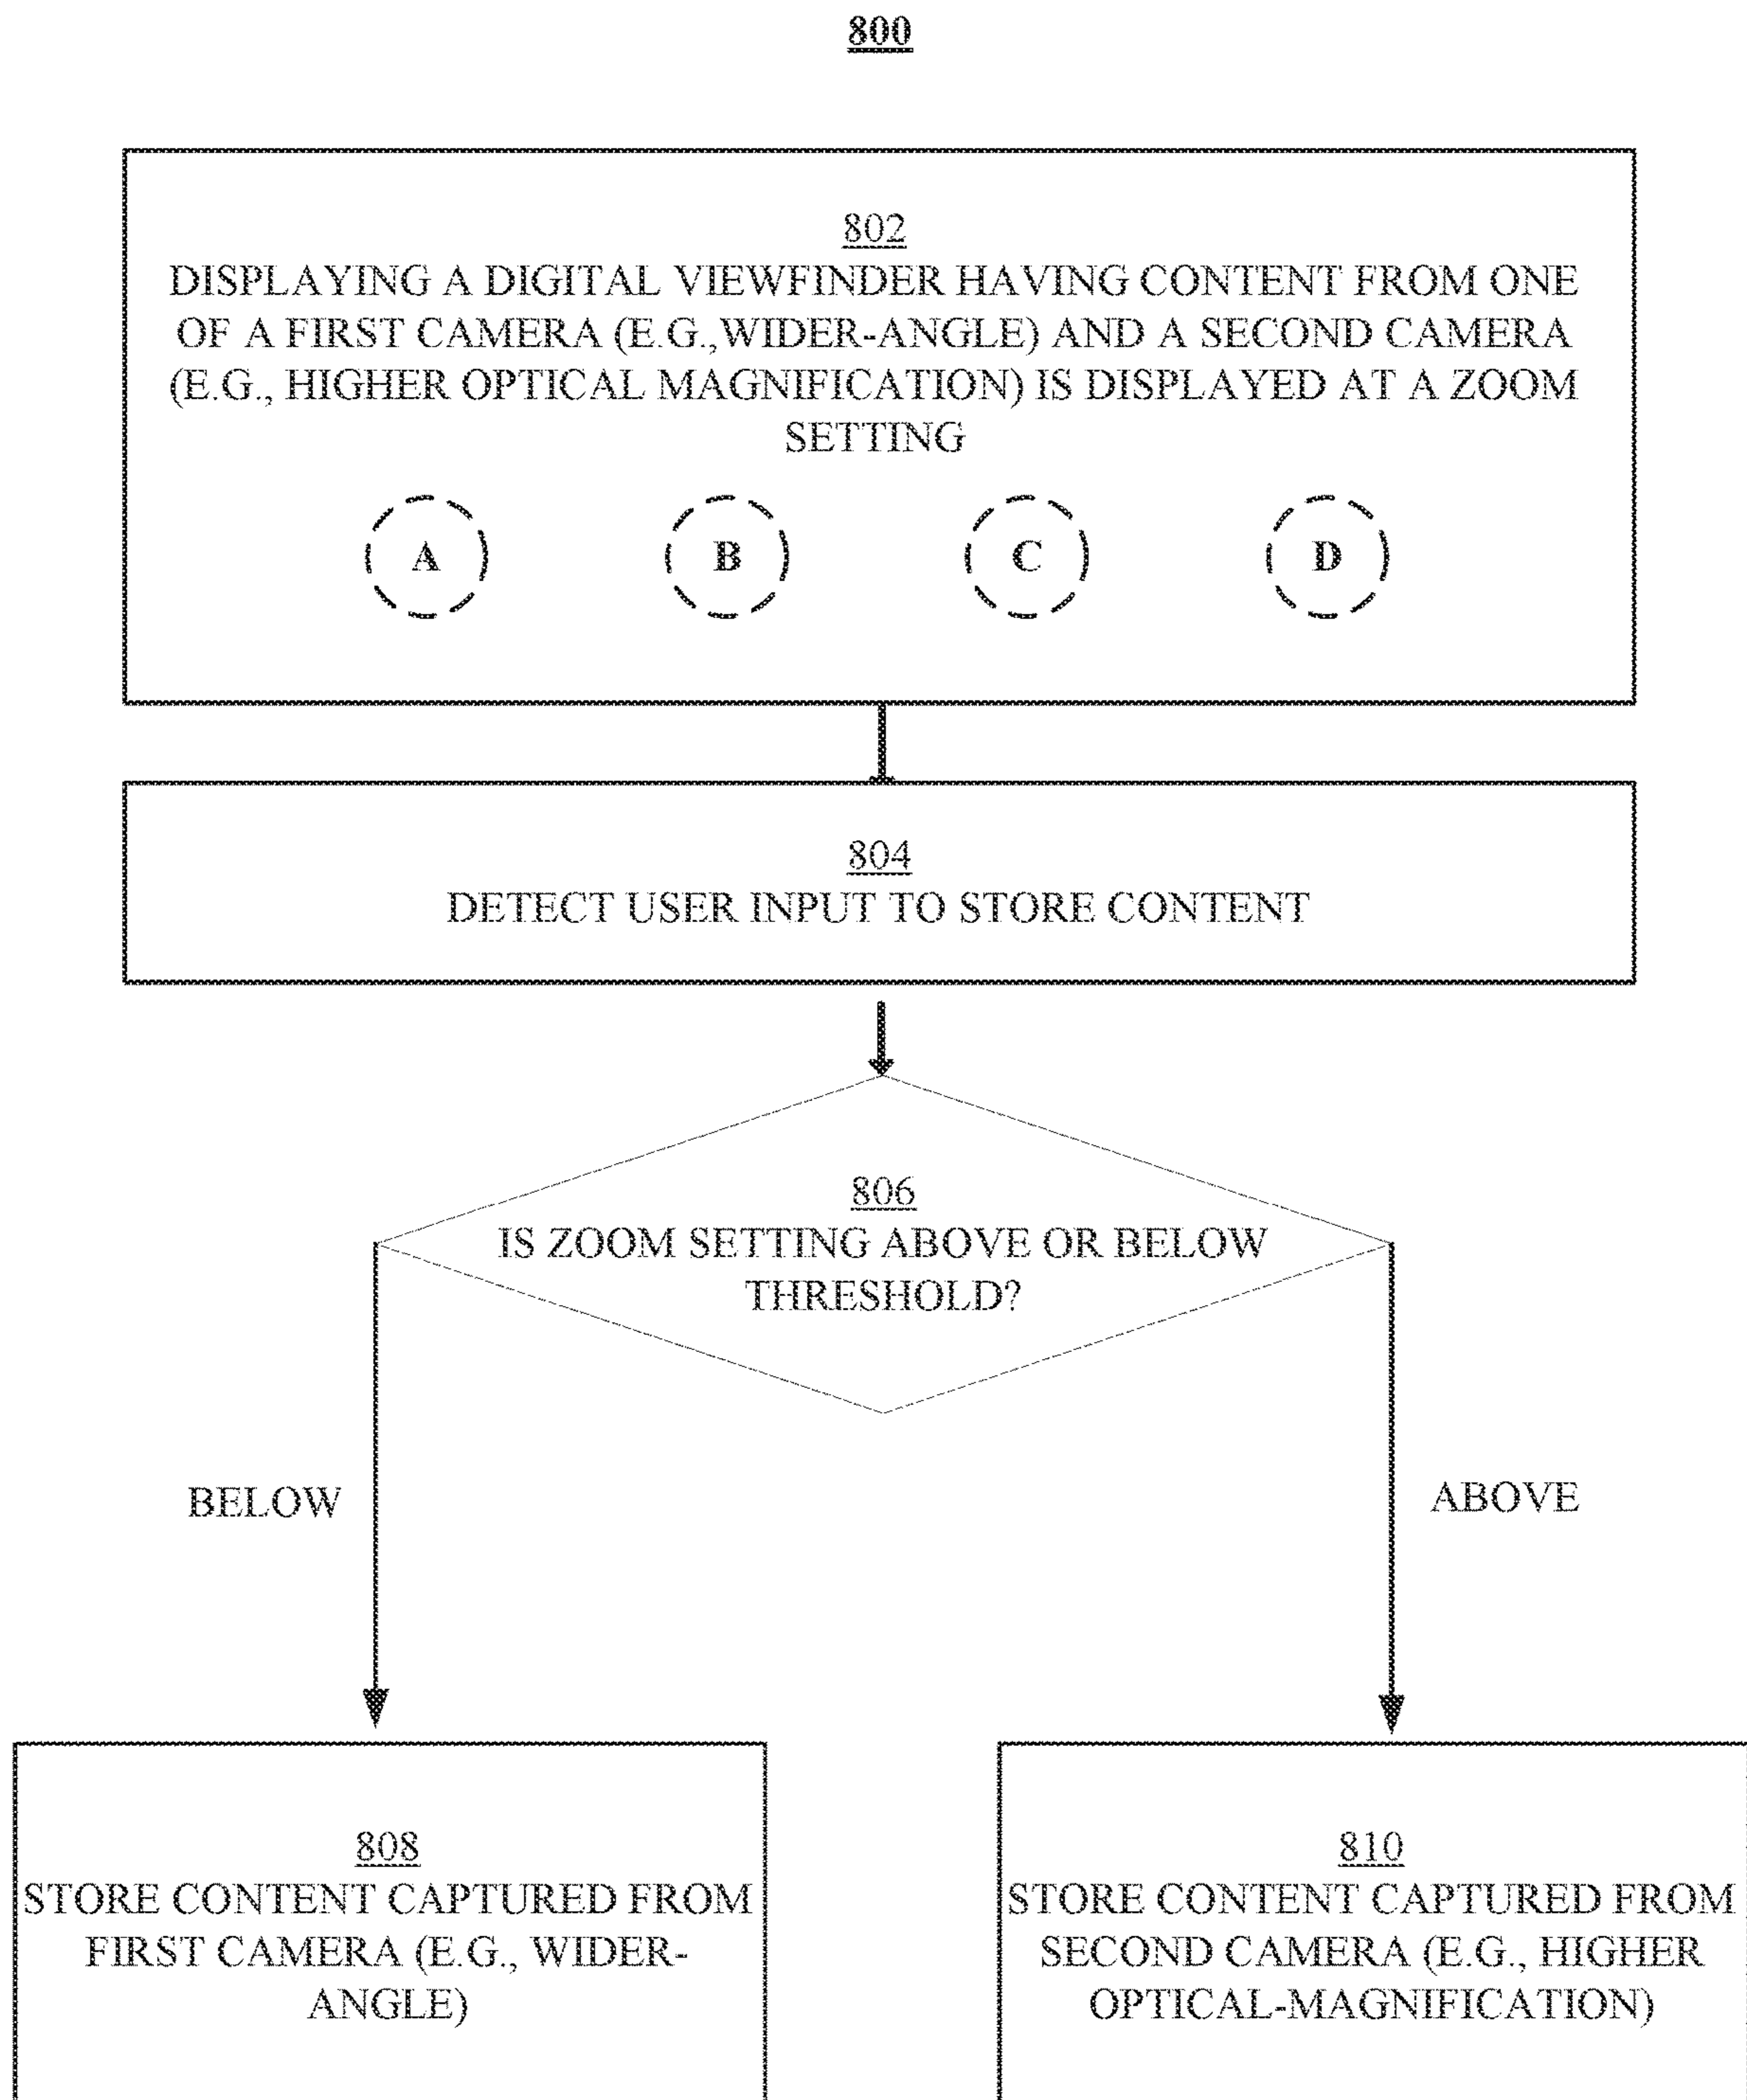 800
802
DISPLAYING A DIGITAL VIEWFINDER HAVING CONTENT FROM ONE
OF A FIRST CAMERA (E.G.,WIDER-ANGLE) AND A SECOND CAMERA
(E.G., HIGHER OPTICAL MAGNIFICATION) IS DISPLAYED AT A ZOOM
SETTING
A B C D
804
DETECT USER INPUT TO STORE CONTENT
806
IS ZOOM SETTING ABOVE OR BELOW
THRESHOLD?
BELOW
ABOVE
808
STORE CONTENT CAPTURED FROM
FIRST CAMERA (E.G., WIDER-
ANGLE)
810
STORE CONTENT CAPTURED FROM
SECOND CAMERA (E.G., HIGHER
OPTICAL-MAGNIFICATION)